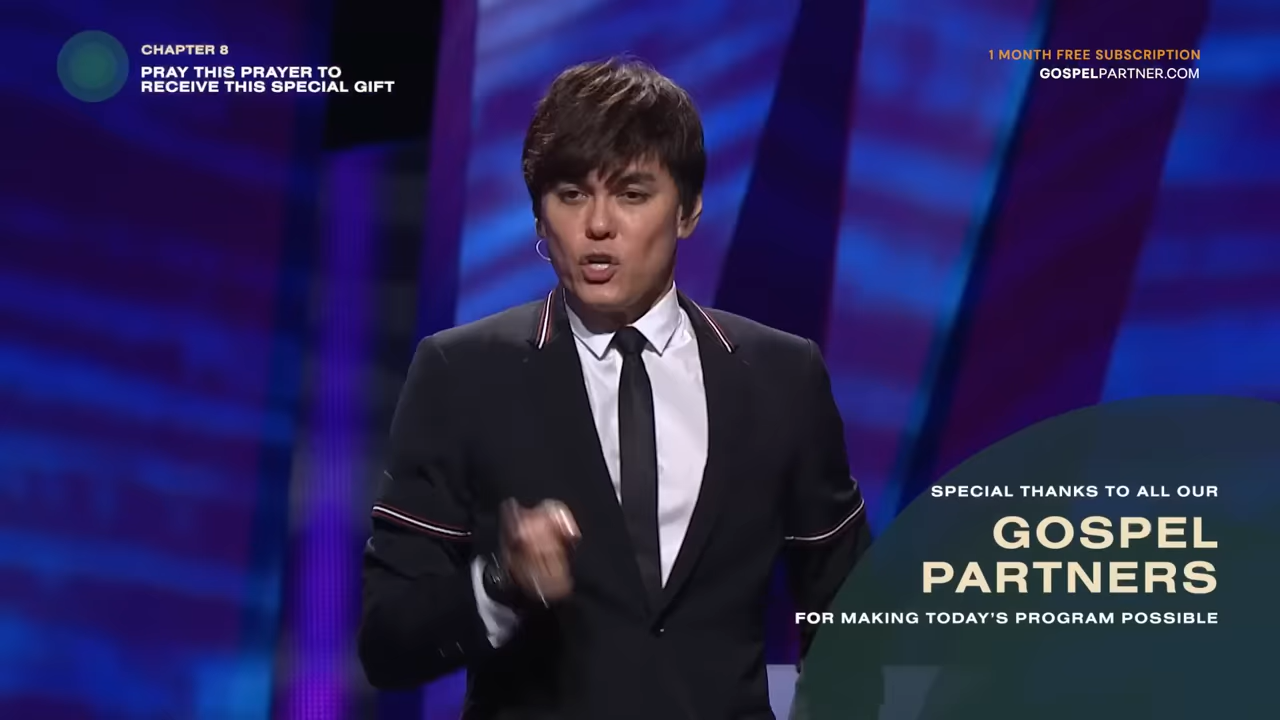 CHAPTER 8
PRAY THIS PRAYER TO
RECEIVE THIS SPECIAL GIFT
1 MONTH FREE SUBSCRIPTION
GOSPELPARTNER.COM
SPECIAL THANKS TO ALL OUR
GOSPEL
PARTNERS
FOR MAKING TODAY'S PROGRAM POSSIBLE